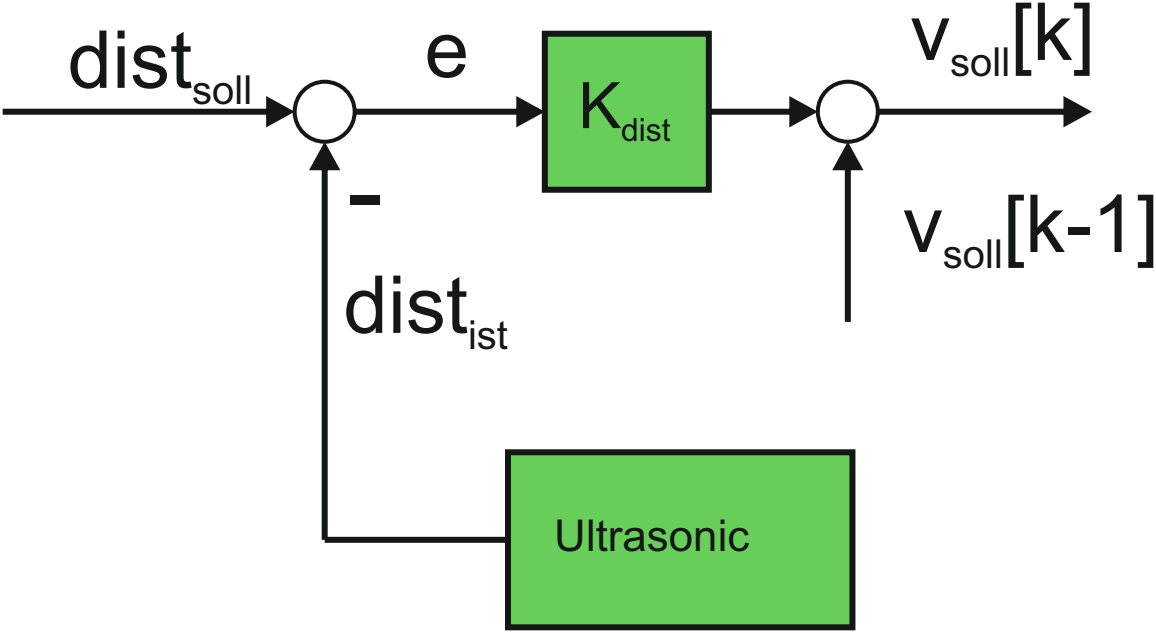 dist_soll
e
K_dist
v_soll[k]
-
v_soll[k-1]
dist_ist
Ultrasonic